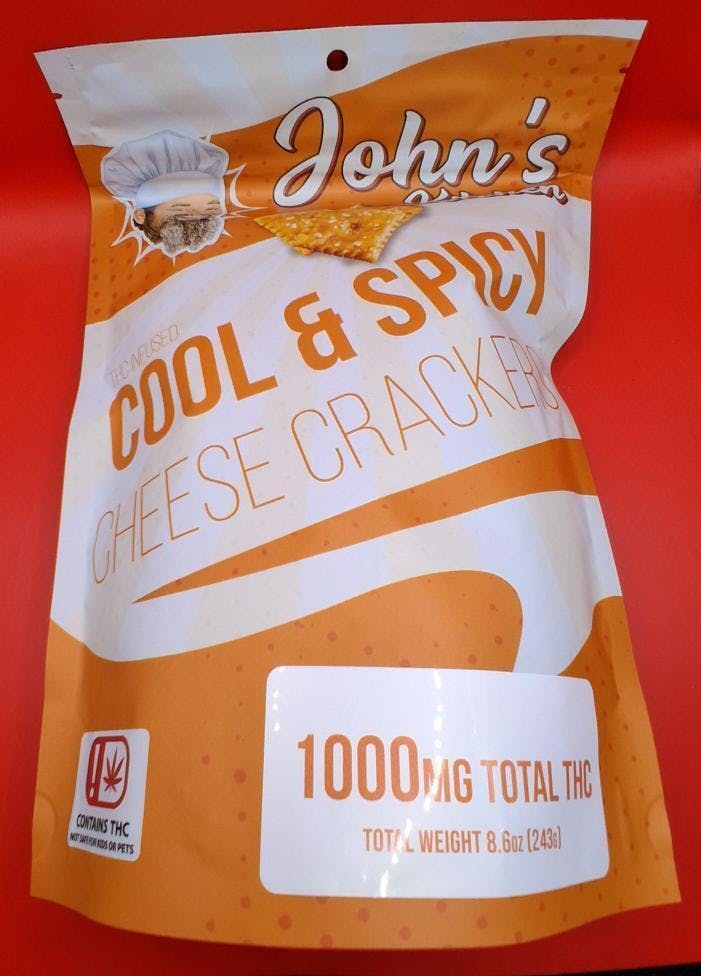 John's
THC INFUSED
COOL & SPICY
CHEESE CRACKERS
1000MG TOTAL THC
TOTAL WEIGHT 8.6oz (243g)
CONTAINS THC
NOT SAFE FOR KIDS OR PETS